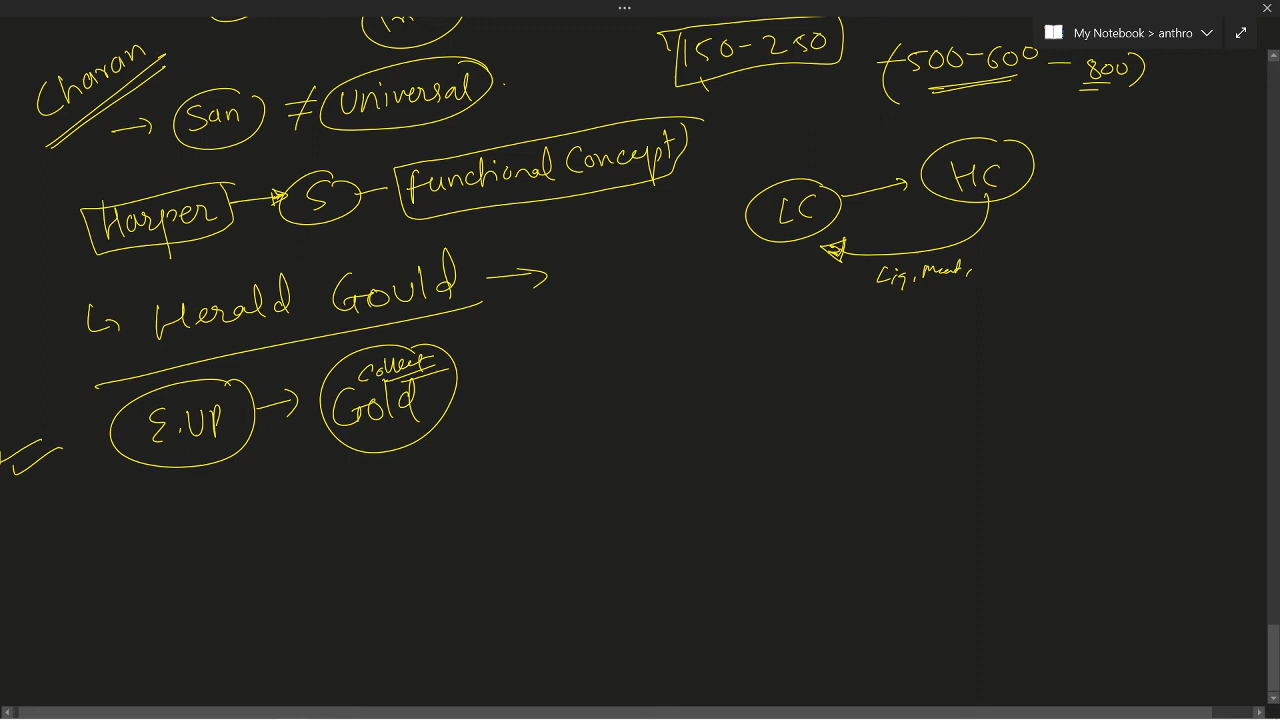 My Notebook > anthro
150-250
(-500-600 - 800)
Charan
→ San ≠ Universal
Harper → S - functional Concept
LC → HC
Liq, Meat,
↳ Herald Gould →
E.UP → Collect Gold